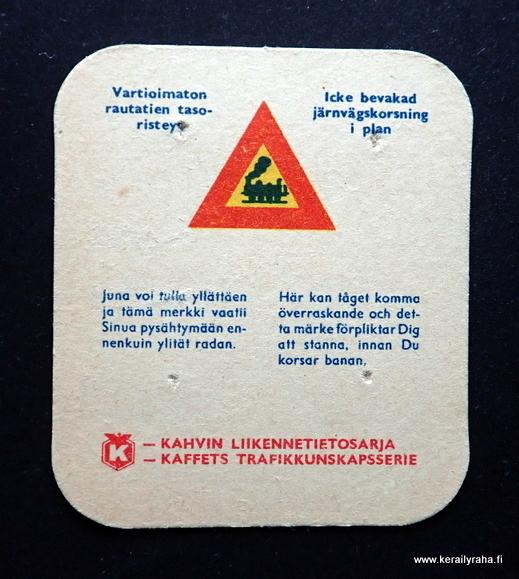 Vartioimaton
rautatien taso-
risteys
Icke bevakad
järnvägskorsning
i plan
Juna voi tulla yllättäen
ja tämä merkki vaatii
Sinua pysähtymään en-
nenkuin ylität radan.
Här kan tåget komma
överraskande och det-
ta märke förpliktar Dig
att stanna, innan Du
korsar banan.
K
— KAHVIN LIIKENNETIETOSARJA
— KAFFETS TRAFIKKUNSKAPSSERIE
www.kerailyraha.fi